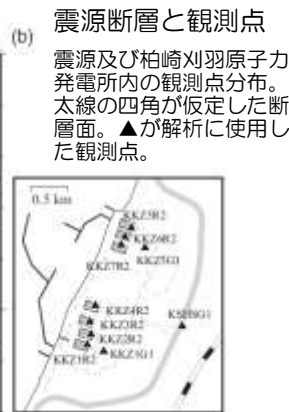 (b)
震源断層と観測点
震源及び柏崎刈羽原子力
発電所内の観測点分布。
太線の四角が仮定した断
層面。▲が解析に使用し
た観測点。
0.5 km
KKZ5R2
KKZ6R2
KKZ7R2 KKZ5G1
KKZ4R2
KKZ3R2
KKZ2R2
KKZ1R2 KKZ1G1
KSHSG1